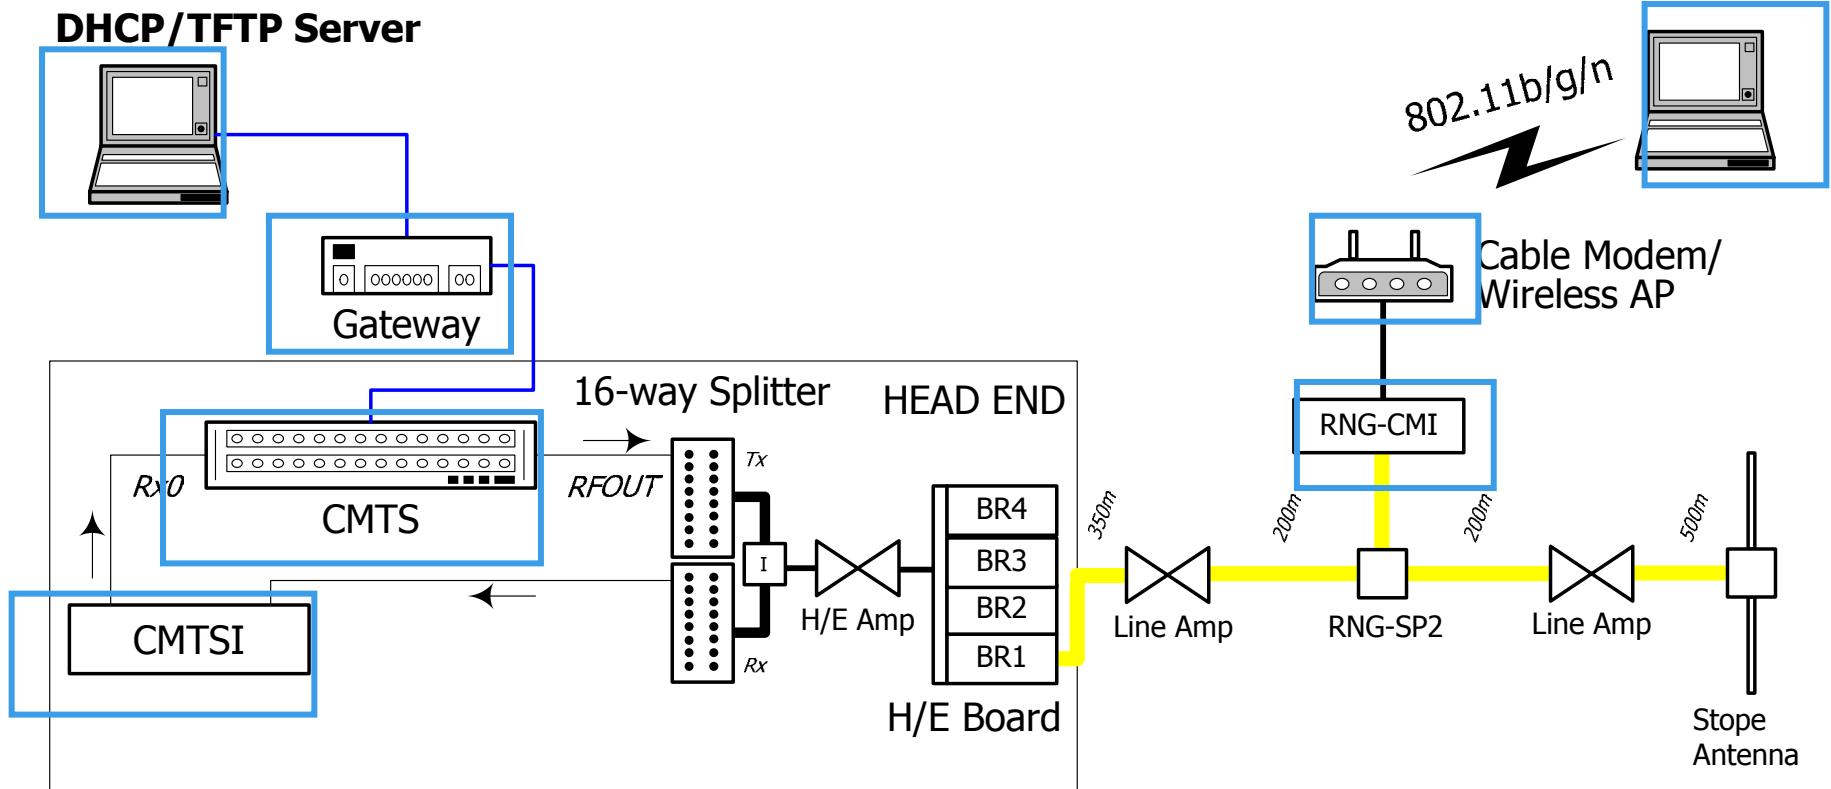 DHCP/TFTP Server
802.11b/g/n
Cable Modem/
Wireless AP
Gateway
16-way Splitter
HEAD END
RNG-CMI
Tx
Rx0
RFOUT
CMTS
BR4
BR3
BR2
BR1
350m
200m
200m
500m
I
H/E Amp
Line Amp
RNG-SP2
Line Amp
CMTSI
Rx
H/E Board
Stope
Antenna